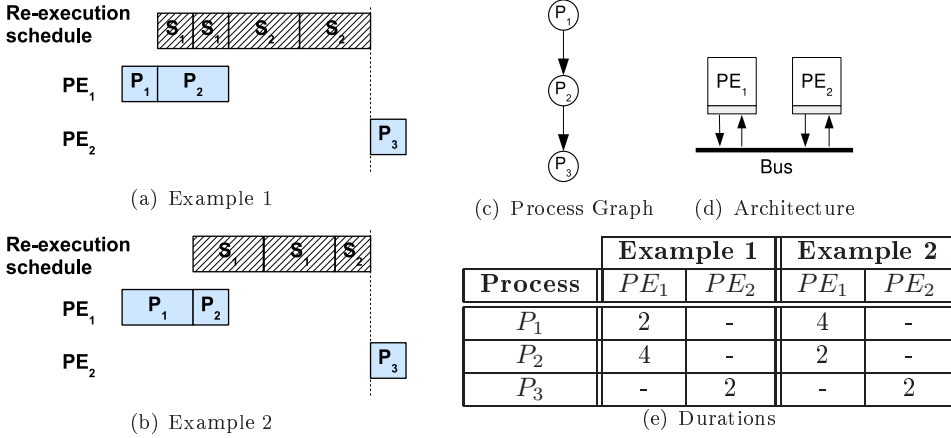 Re-execution
schedule
S1 S1 S2 S2
PE1
P1 P2
PE2
P3
(a) Example 1
Re-execution
schedule
S1 S1 S2
PE1
P1 P2
PE2
P3
(b) Example 2
P1
P2
P3
(c) Process Graph
PE1 PE2
Bus
(d) Architecture
Example 1 Example 2
Process PE1 PE2 PE1 PE2
P1 2 - 4 -
P2 4 - 2 -
P3 - 2 - 2
(e) Durations